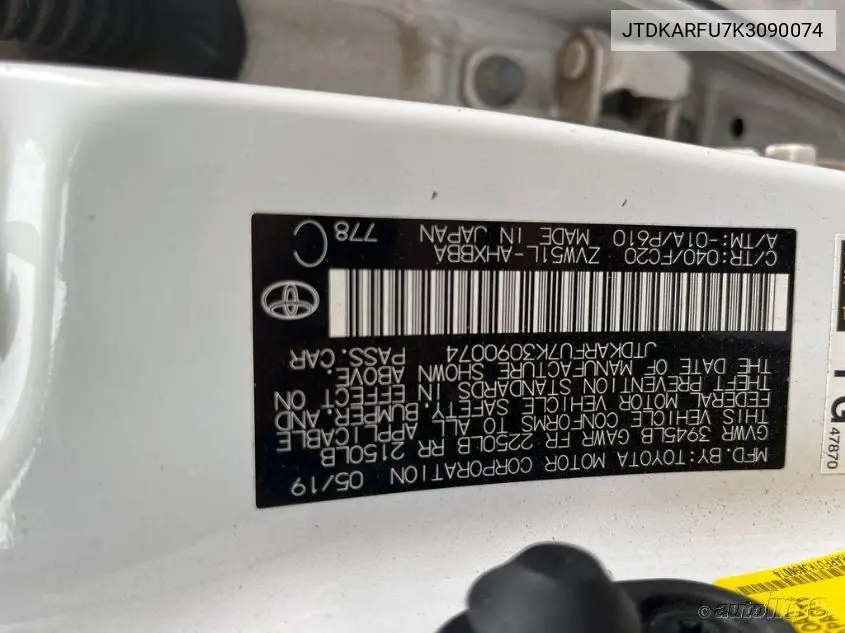 JTDKARFU7K3090074
MFD. BY: TOYOTA MOTOR CORPORATION 05/19
GVWR 3945LB GAWR FR 2250LB RR 2150LB
THIS VEHICLE CONFORMS TO ALL APPLICABLE
FEDERAL MOTOR VEHICLE SAFETY, BUMPER, AND
THEFT PREVENTION STANDARDS IN EFFECT ON
THE DATE OF MANUFACTURE SHOWN ABOVE.
JTDKARFU7K3090074 PASS. CAR
C/TR: 040/FC20 ZVW51L-AHXBBA
A/TM: -01A/P610 MADE IN JAPAN 778
C
47870